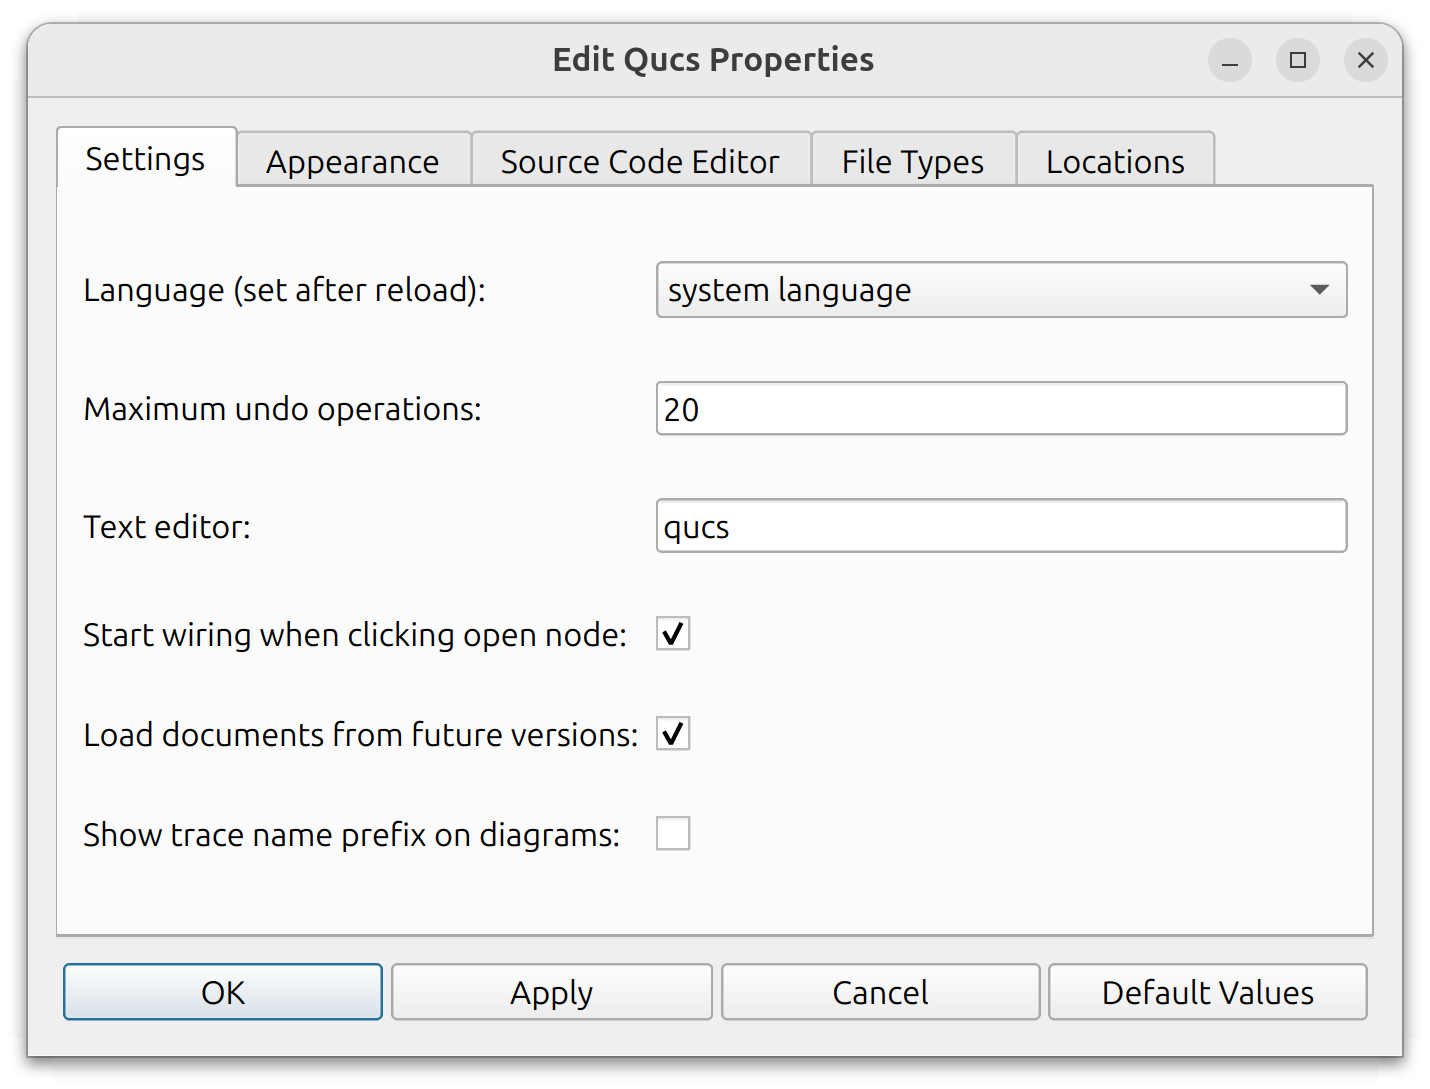 Edit Qucs Properties
Settings Appearance Source Code Editor File Types Locations
Language (set after reload): system language
Maximum undo operations: 20
Text editor: qucs
Start wiring when clicking open node:
Load documents from future versions:
Show trace name prefix on diagrams:
OK Apply Cancel Default Values